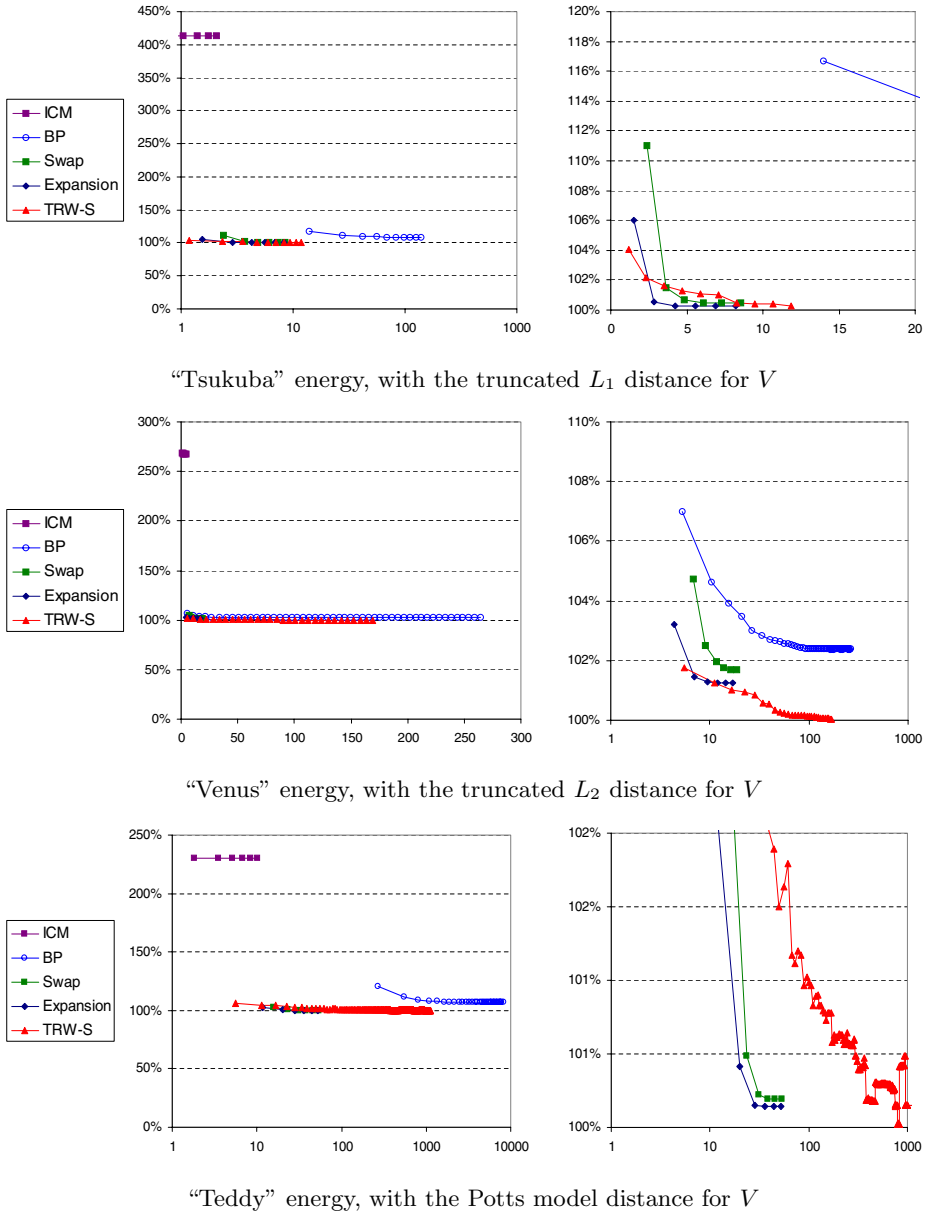 450%
400%
350%
300%
250%
200%
150%
100%
50%
0%
1 10 100 1000
ICM
BP
Swap
Expansion
TRW-S
120%
118%
116%
114%
112%
110%
108%
106%
104%
102%
100%
0 5 10 15 20
“Tsukuba” energy, with the truncated L1 distance for V
300%
250%
200%
150%
100%
50%
0%
0 50 100 150 200 250 300
ICM
BP
Swap
Expansion
TRW-S
110%
108%
106%
104%
102%
100%
1 10 100 1000
“Venus” energy, with the truncated L2 distance for V
250%
200%
150%
100%
50%
0%
1 10 100 1000 10000
ICM
BP
Swap
Expansion
TRW-S
102%
102%
101%
101%
100%
1 10 100 1000
“Teddy” energy, with the Potts model distance for V